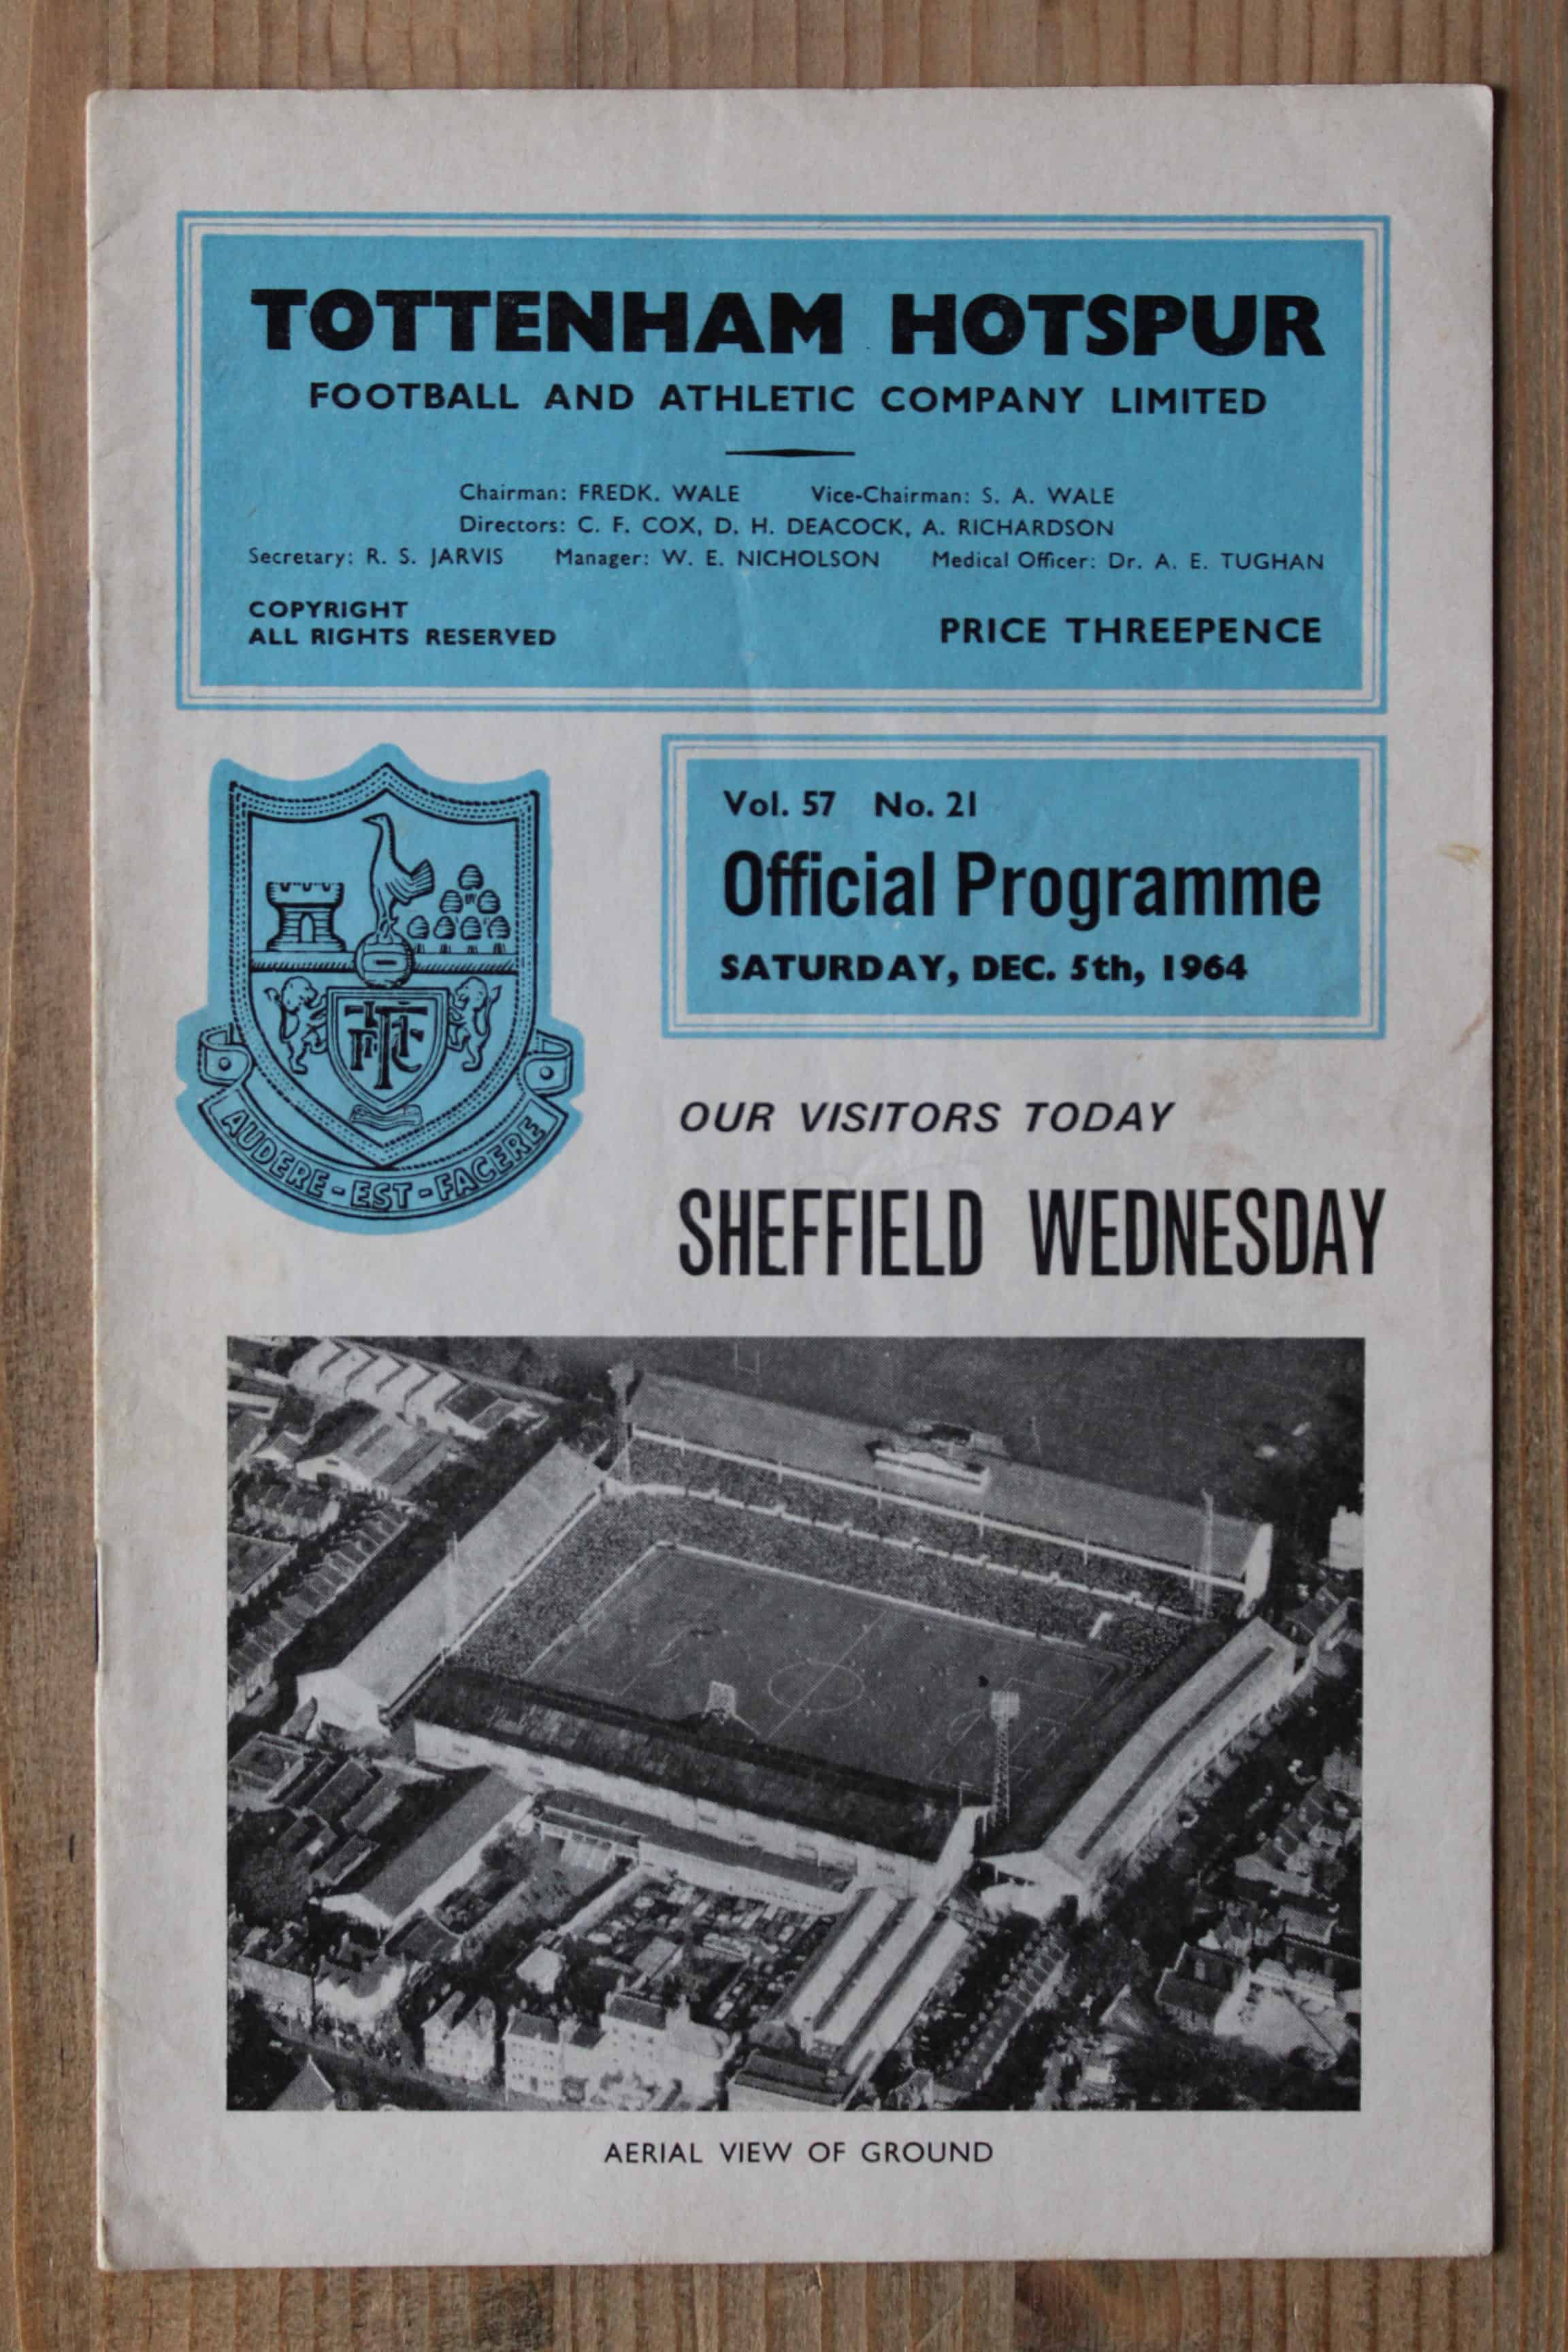 TOTTENHAM HOTSPUR
FOOTBALL AND ATHLETIC COMPANY LIMITED
Chairman: FREDK. WALE Vice-Chairman: S. A. WALE
Directors: C. F. COX, D. H. DEACOCK, A. RICHARDSON
Secretary: R. S. JARVIS Manager: W. E. NICHOLSON Medical Officer: Dr. A. E. TUGHAN
COPYRIGHT
ALL RIGHTS RESERVED
PRICE THREEPENCE
Vol. 57 No. 21
Official Programme
SATURDAY, DEC. 5th, 1964
AUDERE-EST-FACERE
OUR VISITORS TODAY
SHEFFIELD WEDNESDAY
AERIAL VIEW OF GROUND